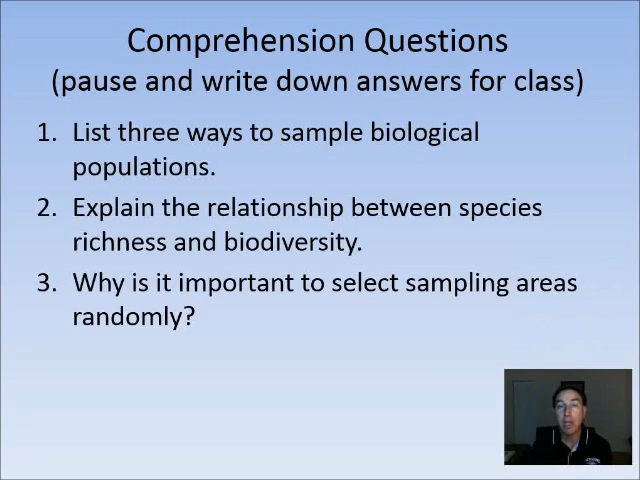 Comprehension Questions
(pause and write down answers for class)
1. List three ways to sample biological
populations.
2. Explain the relationship between species
richness and biodiversity.
3. Why is it important to select sampling areas
randomly?